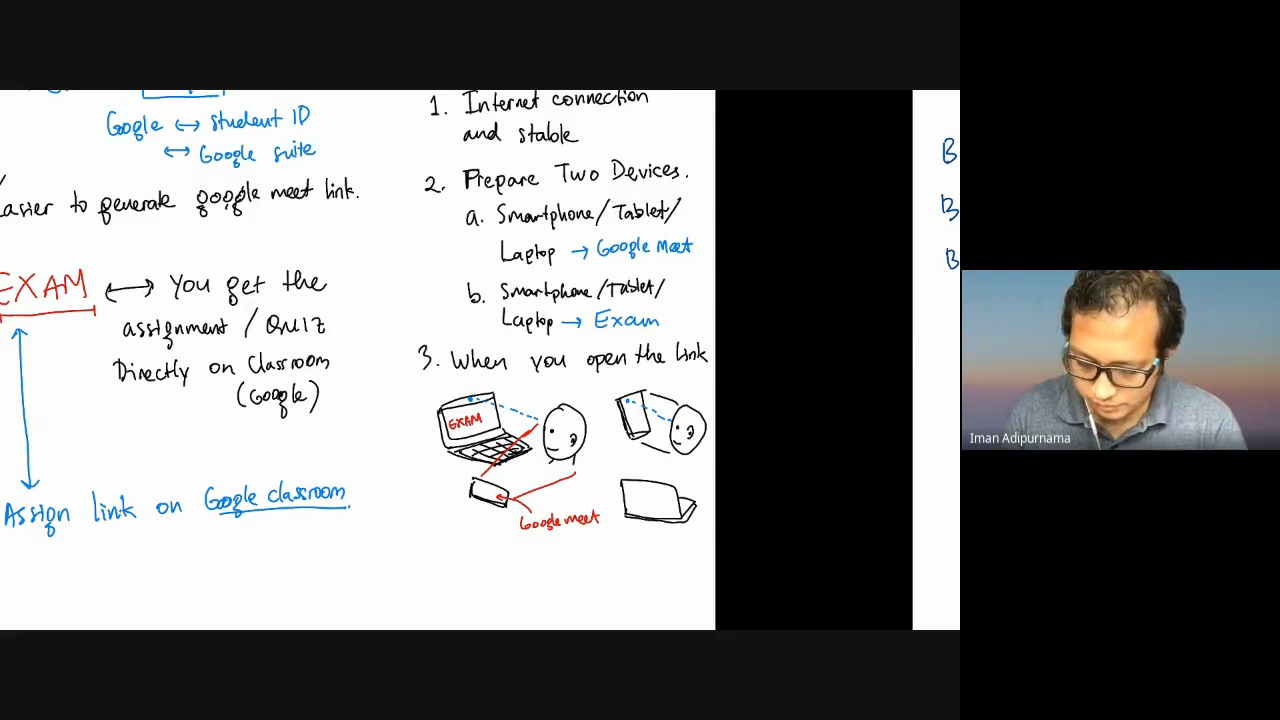 Google ↔ student ID
↔ Google suite
easier to generate google meet link.
EXAM ↔ You get the
assignment / QUIZ
Directly on Classroom
(Google)
Assign link on Google classroom
1. Internet connection
and stable
2. Prepare Two Devices.
a. Smartphone/Tablet/
Laptop → Google Meet
b. Smartphone/Tablet/
Laptop → Exam
3. When you open the link
EXAM
Google meet
B
B
B
Iman Adipurnama